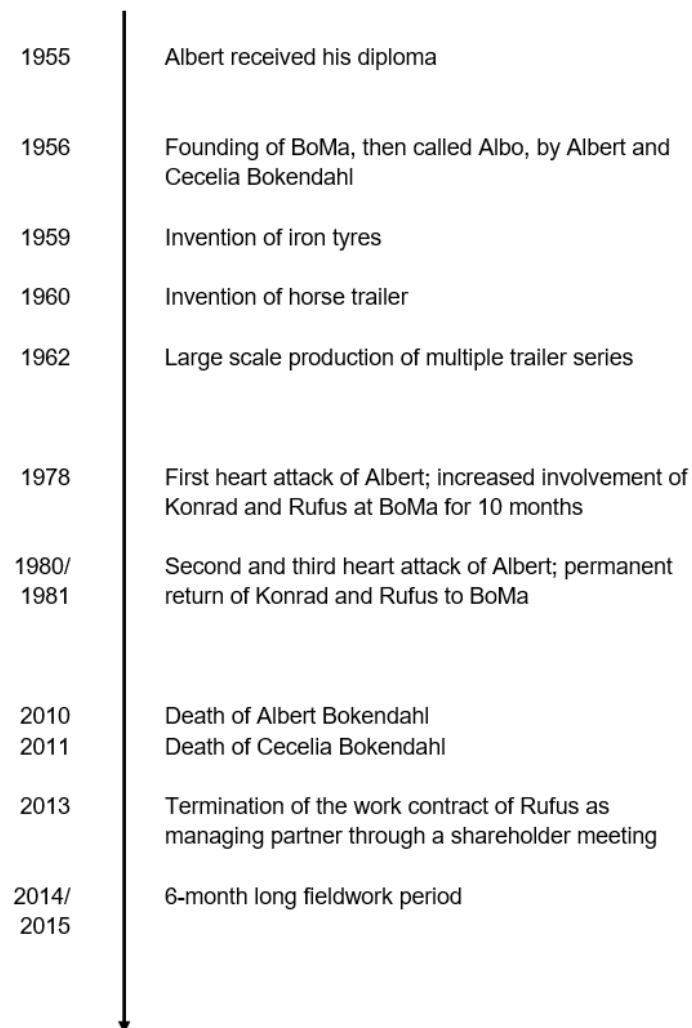 1955 Albert received his diploma
1956 Founding of BoMa, then called Albo, by Albert and
Cecelia Bokendahl
1959 Invention of iron tyres
1960 Invention of horse trailer
1962 Large scale production of multiple trailer series
1978 First heart attack of Albert; increased involvement of
Konrad and Rufus at BoMa for 10 months
1980/ Second and third heart attack of Albert; permanent
1981 return of Konrad and Rufus to BoMa
2010 Death of Albert Bokendahl
2011 Death of Cecelia Bokendahl
2013 Termination of the work contract of Rufus as
managing partner through a shareholder meeting
2014/ 6-month long fieldwork period
2015